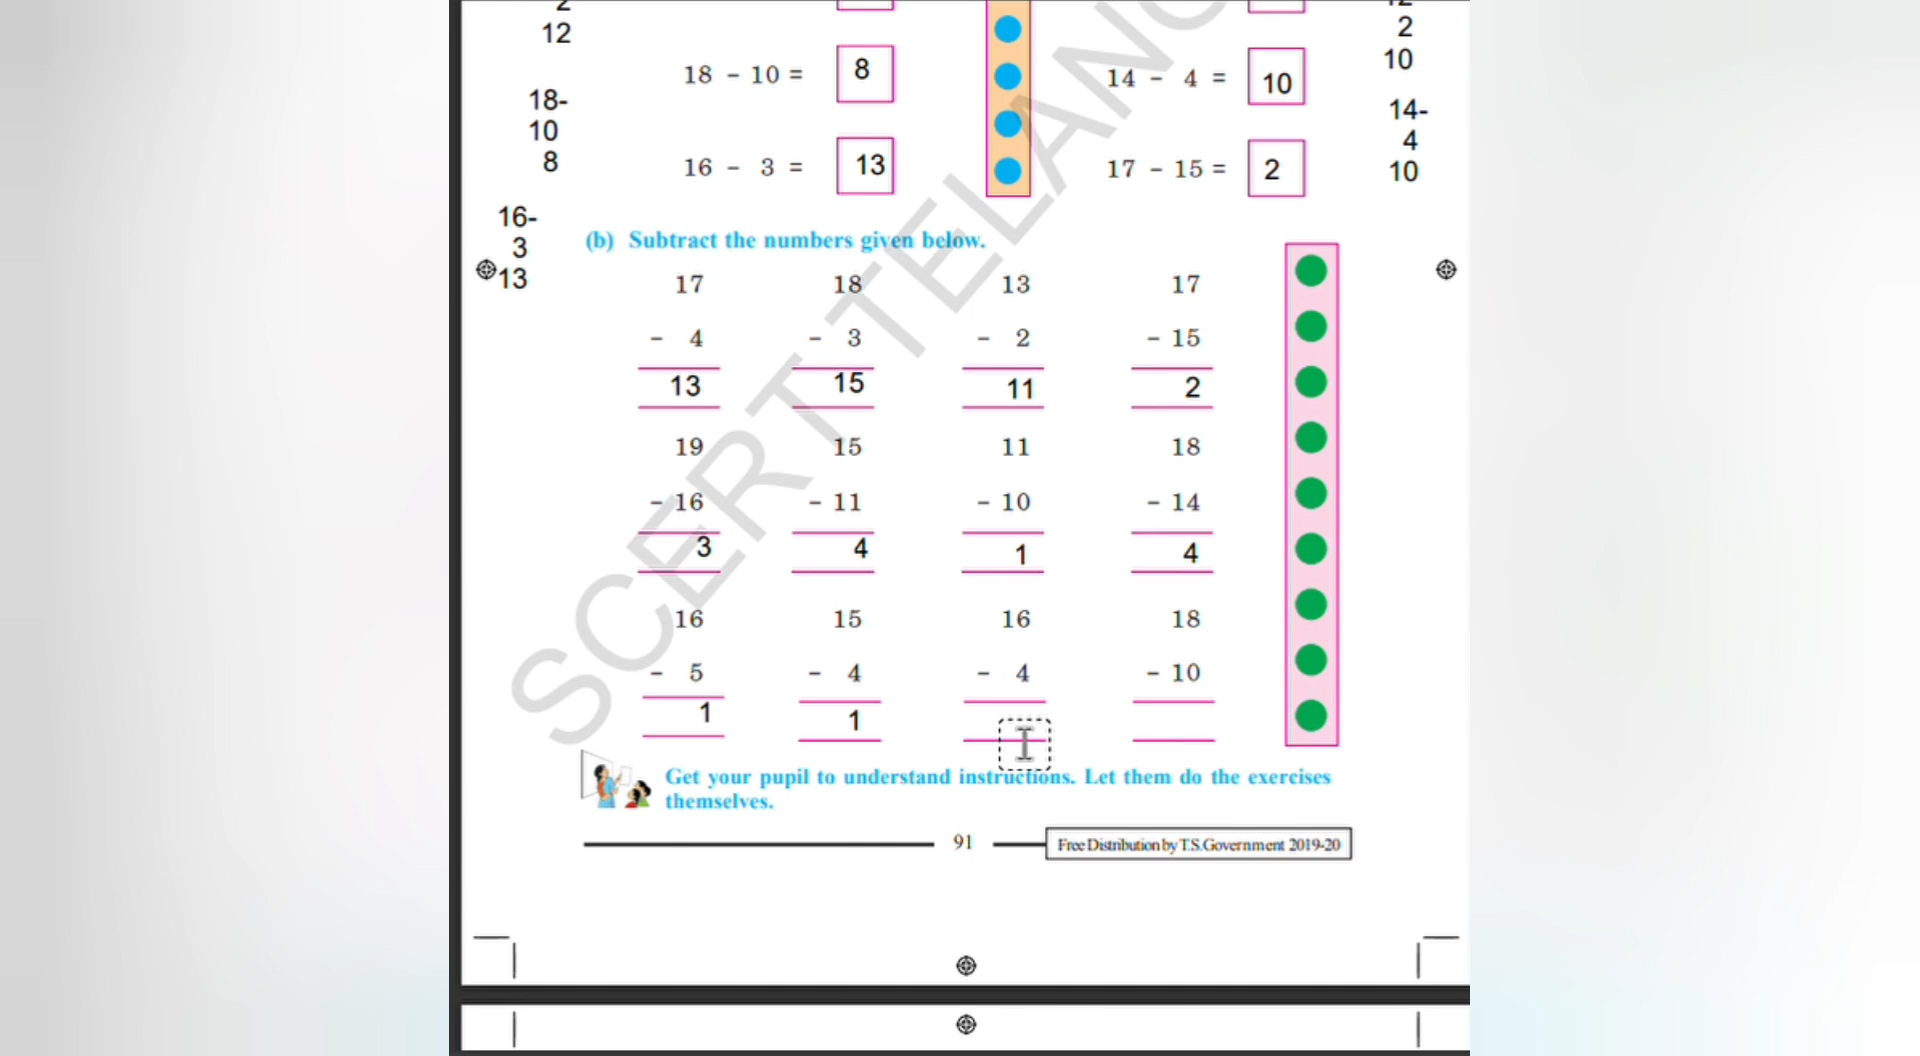 2
12
12
2
10
18 - 10 = 8
14 - 4 = 10
18-
10
8
14-
4
10
16 - 3 = 13
17 - 15 = 2
16-
3
13
(b) Subtract the numbers given below.
17 18 13 17
- 4 - 3 - 2 - 15
13 15 11 2
19 15 11 18
- 16 - 11 - 10 - 14
3 4 1 4
16 15 16 18
- 5 - 4 - 4 - 10
1 1
Get your pupil to understand instructions. Let them do the exercises
themselves.
91
Free Distribution by T.S.Government 2019-20
SCERT TELANG